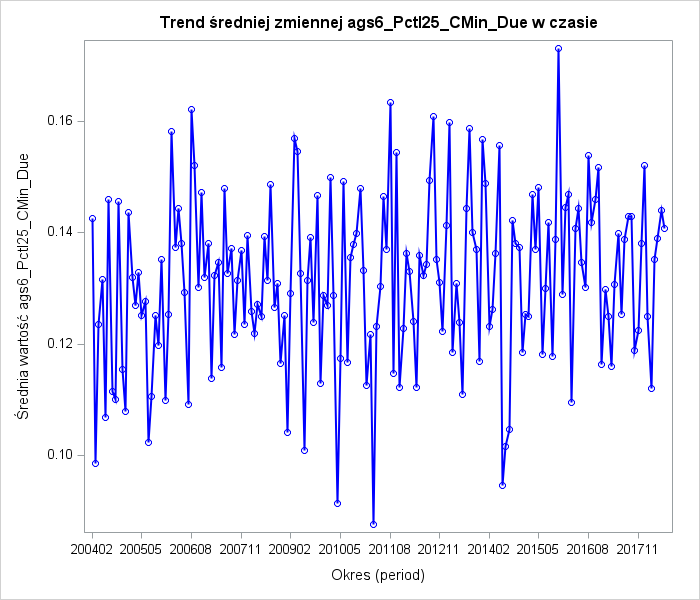 Trend średniej zmiennej ags6_Pctl25_CMin_Due w czasie
Średnia wartość ags6_Pctl25_CMin_Due
0.16
0.14
0.12
0.10
200402 200505 200608 200711 200902 201005 201108 201211 201402 201505 201608 201711
Okres (period)